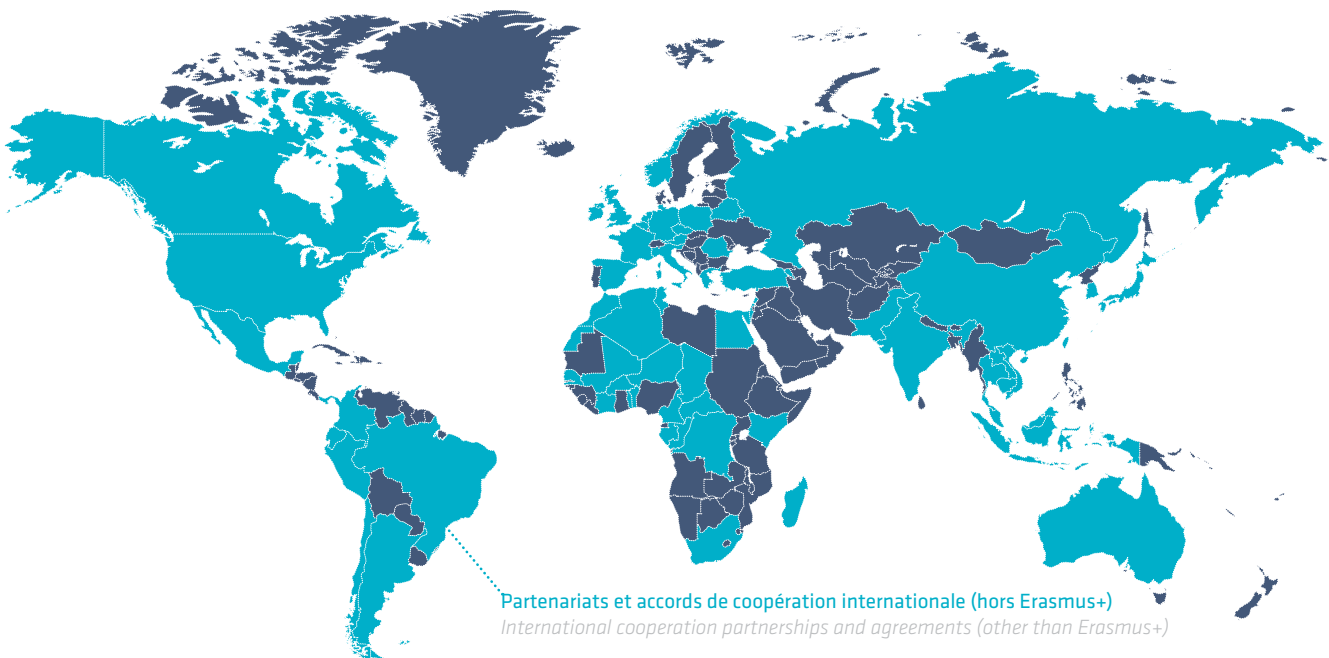 Partenariats et accords de coopération internationale (hors Erasmus+)
International cooperation partnerships and agreements (other than Erasmus+)